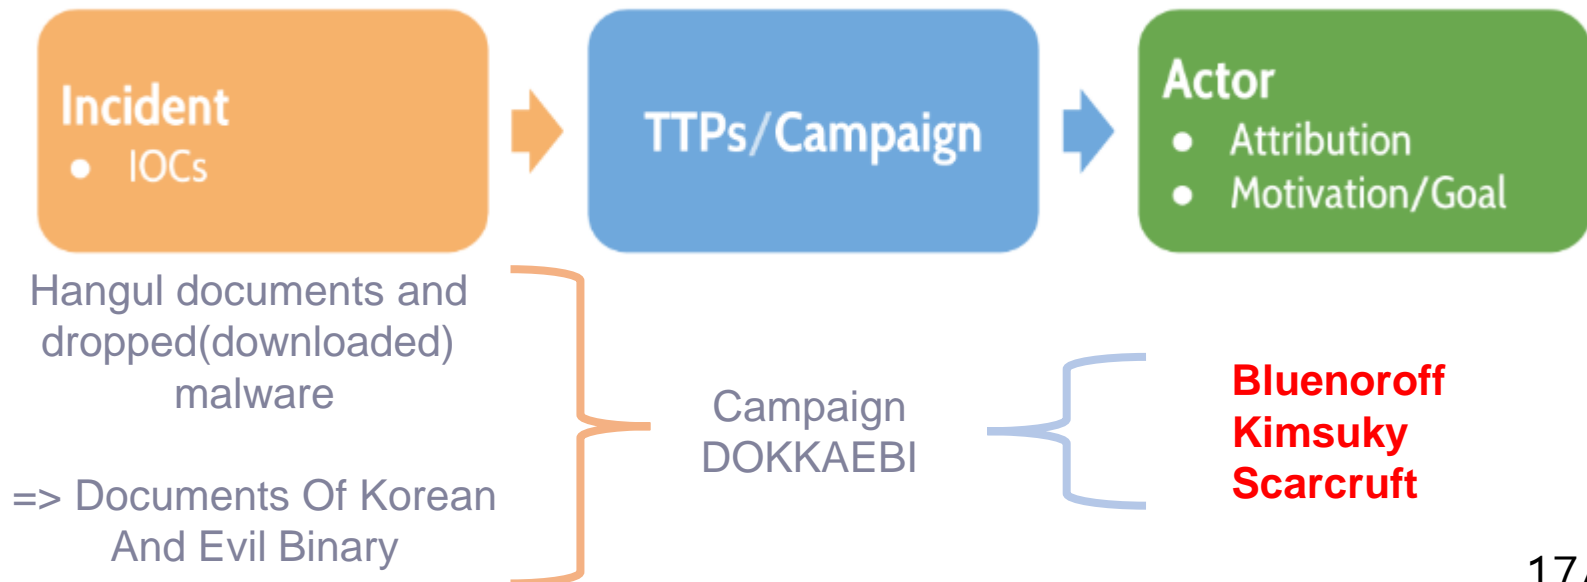 Incident
● IOCs
TTPs/Campaign
Actor
● Attribution
● Motivation/Goal
Hangul documents and
dropped(downloaded)
malware
=> Documents Of Korean
And Evil Binary
Campaign
DOKKAEBI
Bluenoroff
Kimsuky
Scarcruft
17/